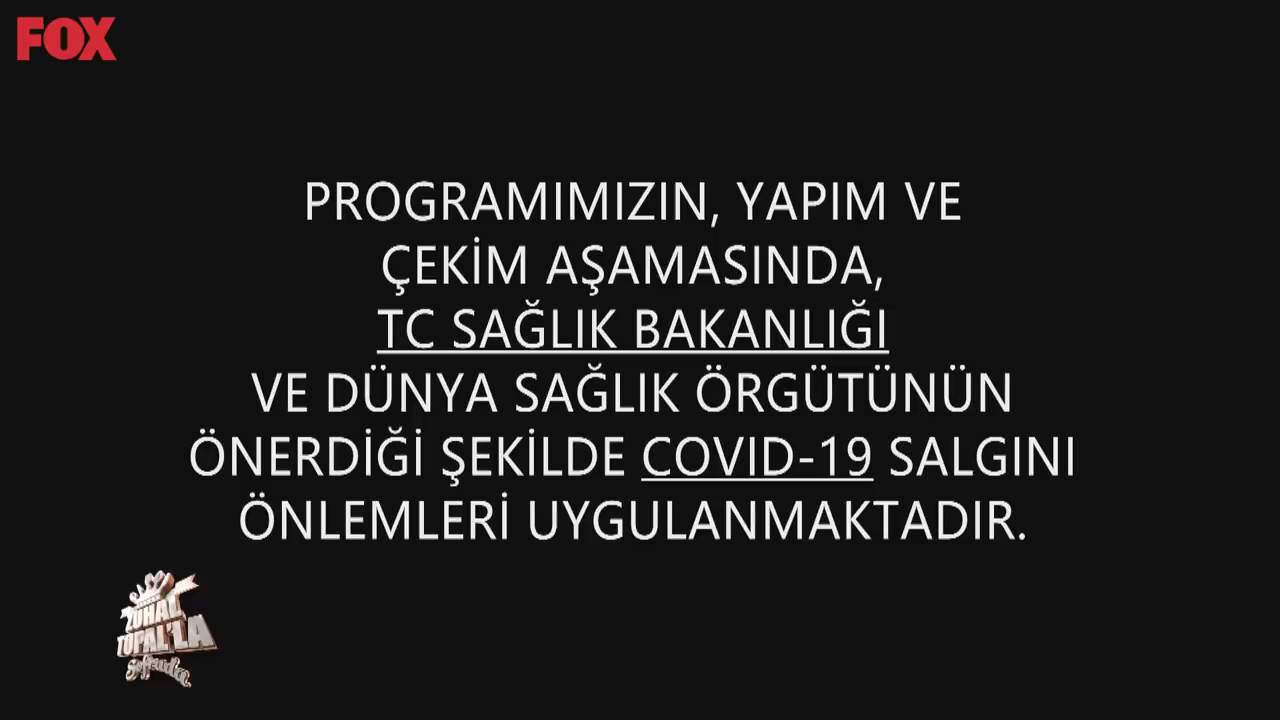 FOX
PROGRAMIMIZIN, YAPIM VE
ÇEKİM AŞAMASINDA,
TC SAĞLIK BAKANLIĞI
VE DÜNYA SAĞLIK ÖRGÜTÜNÜN
ÖNERDİĞİ ŞEKİLDE COVID-19 SALGINI
ÖNLEMLERİ UYGULANMAKTADIR.
ZUHAL
TOPAL'LA
Sofrada